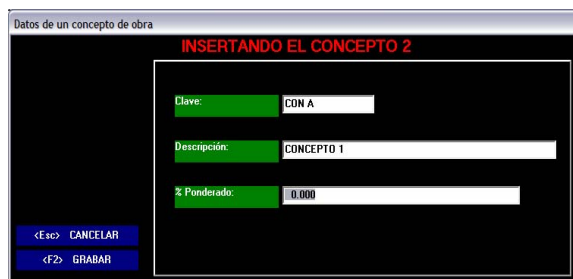 Datos de un concepto de obra
INSERTANDO EL CONCEPTO 2
Clave: CON A
Descripción: CONCEPTO 1
% Ponderado: 0.000
<Esc> CANCELAR
<F2> GRABAR